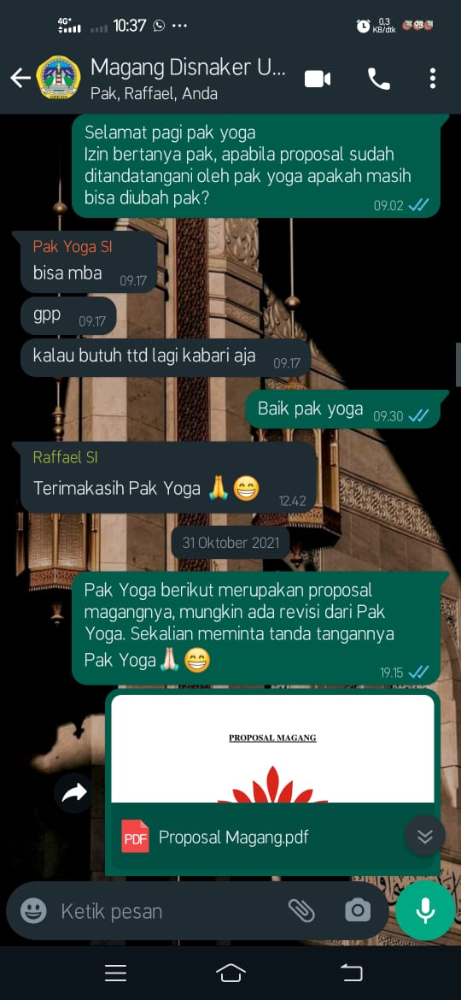 4G+
10:37
0,3
KB/dtk
93
Magang Disnaker U...
Pak, Raffael, Anda
Selamat pagi pak yoga
Izin bertanya pak, apabila proposal sudah
ditandatangani oleh pak yoga apakah masih
bisa diubah pak?
09.02
Pak Yoga SI
bisa mba
09.17
gpp
09.17
kalau butuh ttd lagi kabari aja
09.17
Baik pak yoga
09.30
Raffael SI
Terimakasih Pak Yoga 🙏😁
12.42
31 Oktober 2021
Pak Yoga berikut merupakan proposal
magangnya, mungkin ada revisi dari Pak
Yoga. Sekalian meminta tanda tangannya
Pak Yoga 🙏🏻😁
19.15
PROPOSAL MAGANG
PDF
Proposal Magang.pdf
Ketik pesan